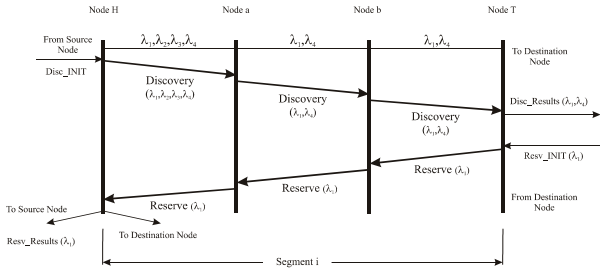 Node H
Node a
Node b
Node T
From Source
Node
λ₁,λ₂,λ₃,λ₄
λ₁,λ₄
λ₁,λ₄
To Destination
Node
Disc_INIT
Discovery
(λ₁,λ₂,λ₃,λ₄)
Discovery
(λ₁,λ₄)
Discovery
(λ₁,λ₄)
Disc_Results (λ₁,λ₄)
Resv_INIT (λ₁)
Reserve (λ₁)
Reserve (λ₁)
Reserve (λ₁)
From Destination
Node
To Source Node
Resv_Results (λ₁)
To Destination Node
Segment i